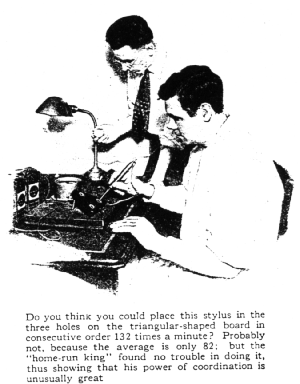 Do you think you could place this stylus in the
three holes on the triangular-shaped board in
consecutive order 132 times a minute? Probably
not, because the average is only 82; but the
"home-run king" found no trouble in doing it,
thus showing that his power of coordination is
unusually great